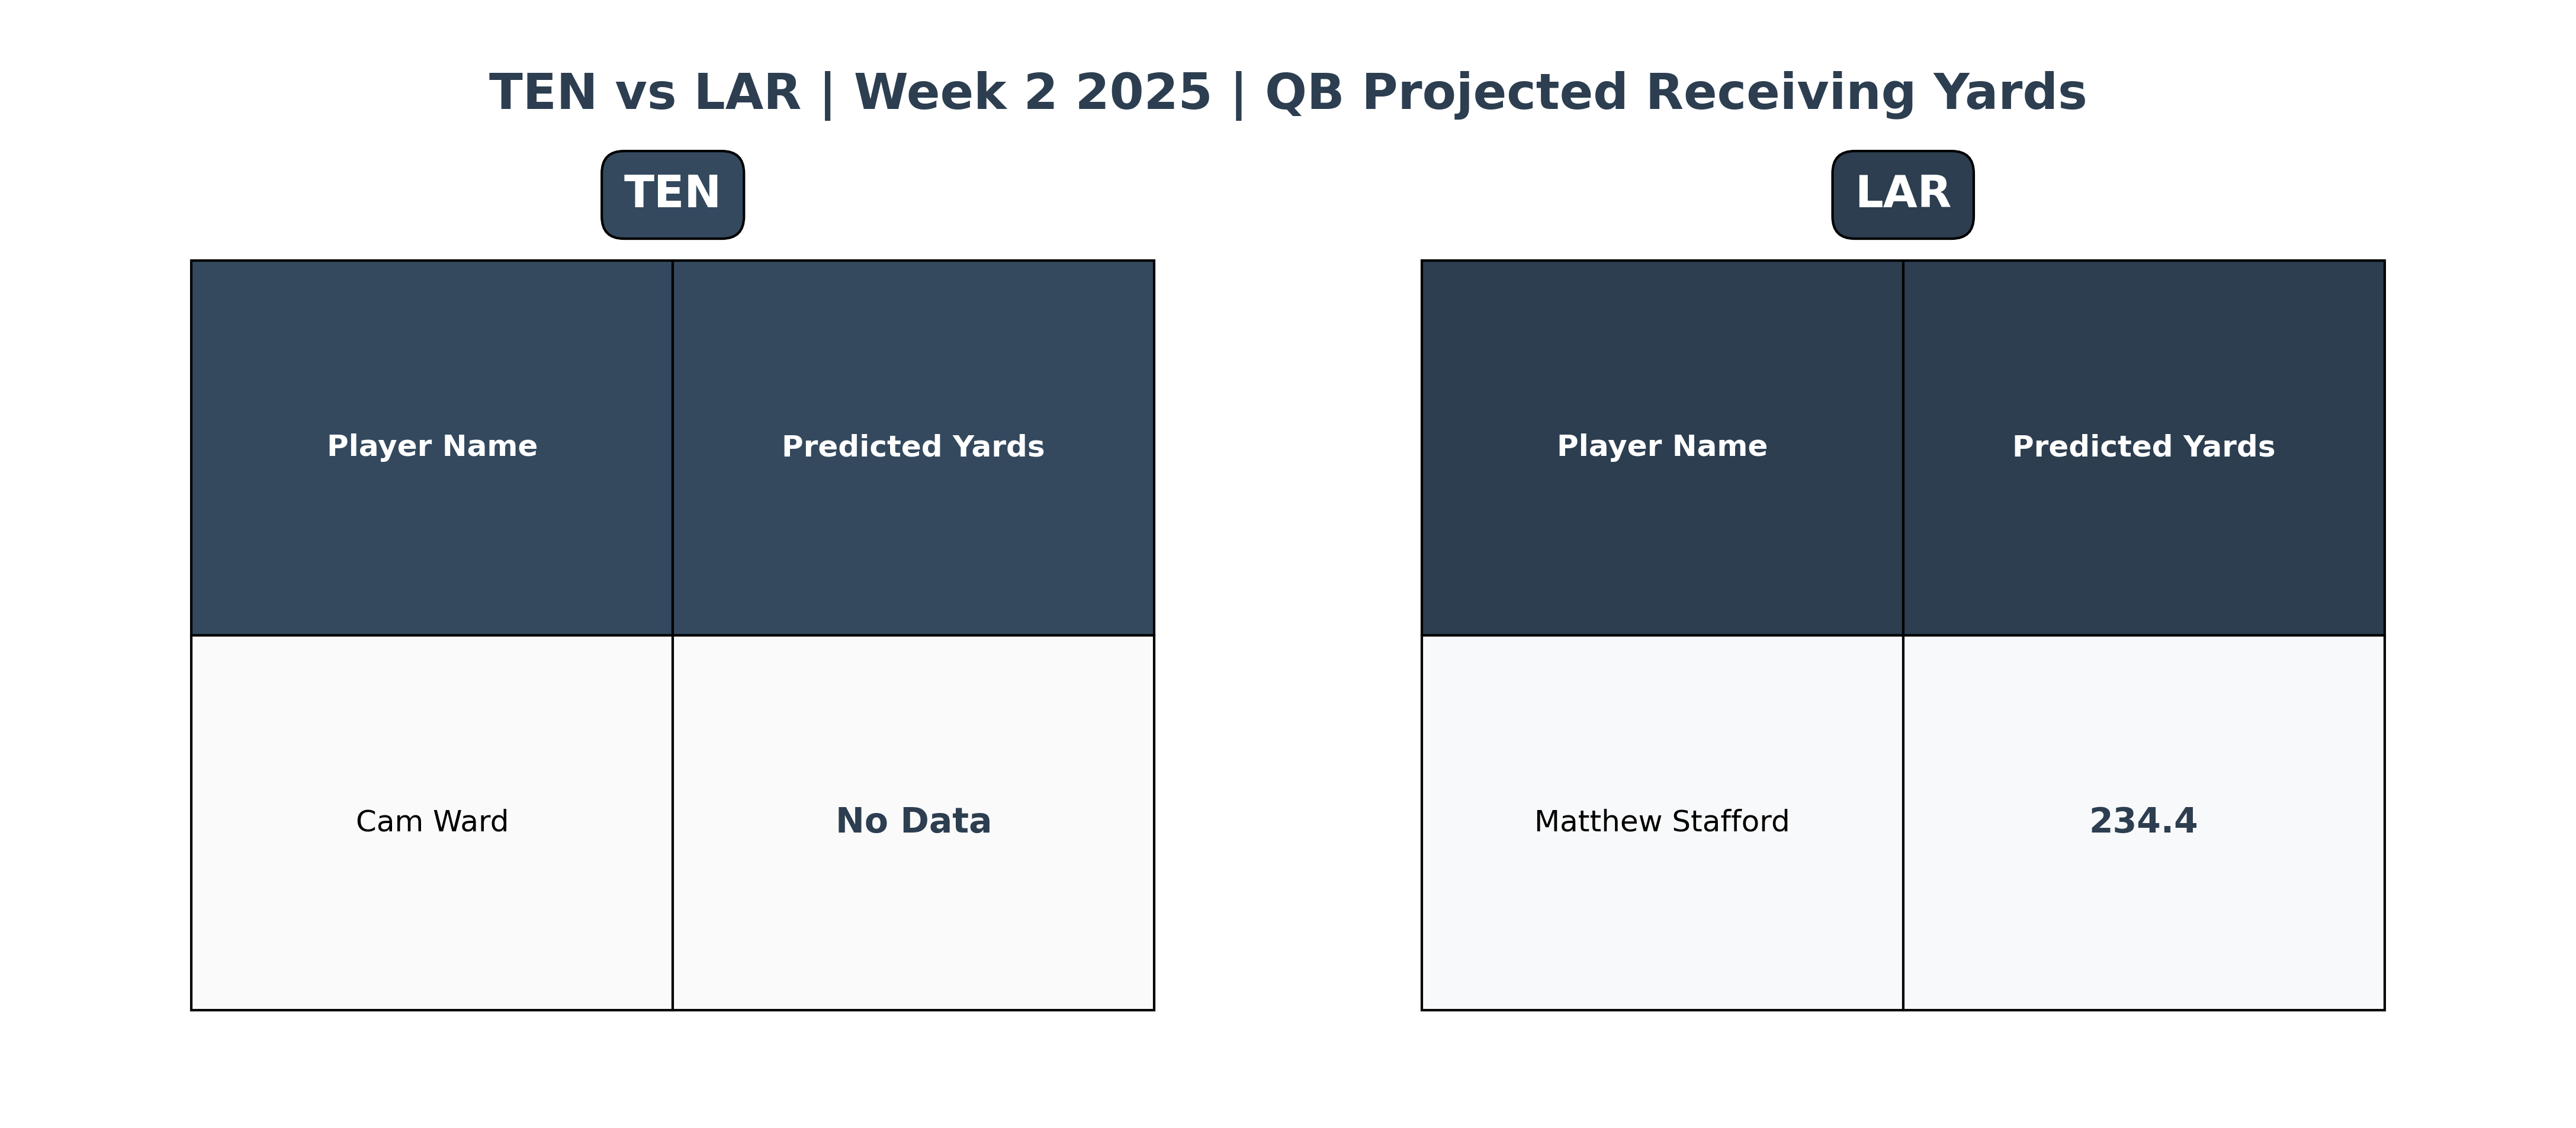 TEN vs LAR | Week 2 2025 | QB Projected Receiving Yards
TEN
Player Name Predicted Yards
Cam Ward No Data
LAR
Player Name Predicted Yards
Matthew Stafford 234.4